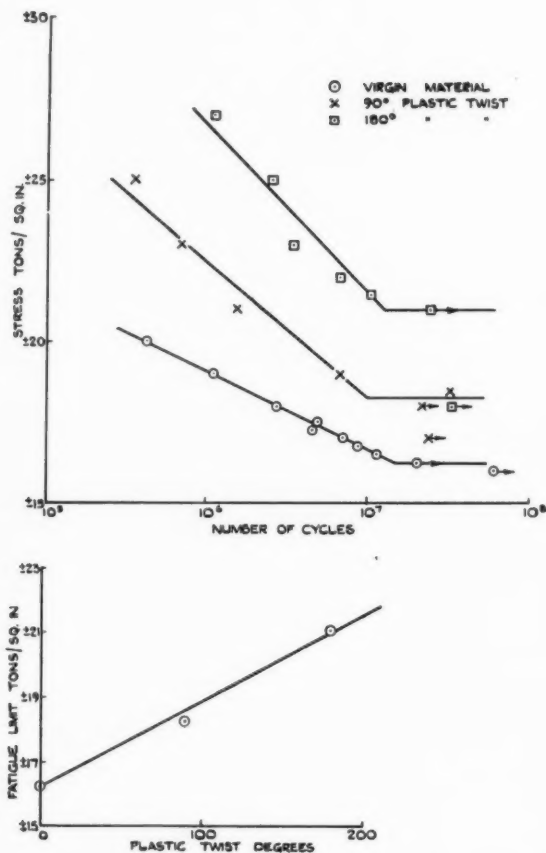 ±30
VIRGIN MATERIAL
90° PLASTIC TWIST
180° " "
±25
STRESS TONS/SQ. IN.
±20
±15
10⁵
10⁶
10⁷
10⁸
NUMBER OF CYCLES
±23
±21
±19
±17
±15
FATIGUE LIMIT TONS/SQ. IN
0
100
200
PLASTIC TWIST DEGREES